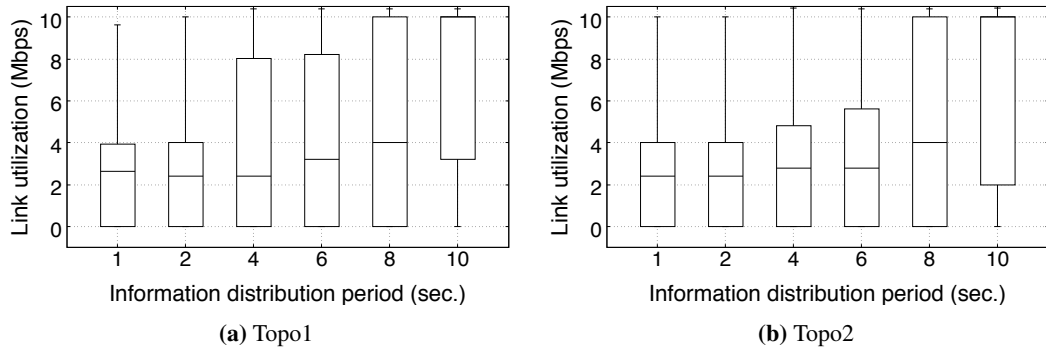 Link utilization (Mbps)
10
8
6
4
2
0
1 2 4 6 8 10
Information distribution period (sec.)
(a) Topo1
Link utilization (Mbps)
10
8
6
4
2
0
1 2 4 6 8 10
Information distribution period (sec.)
(b) Topo2